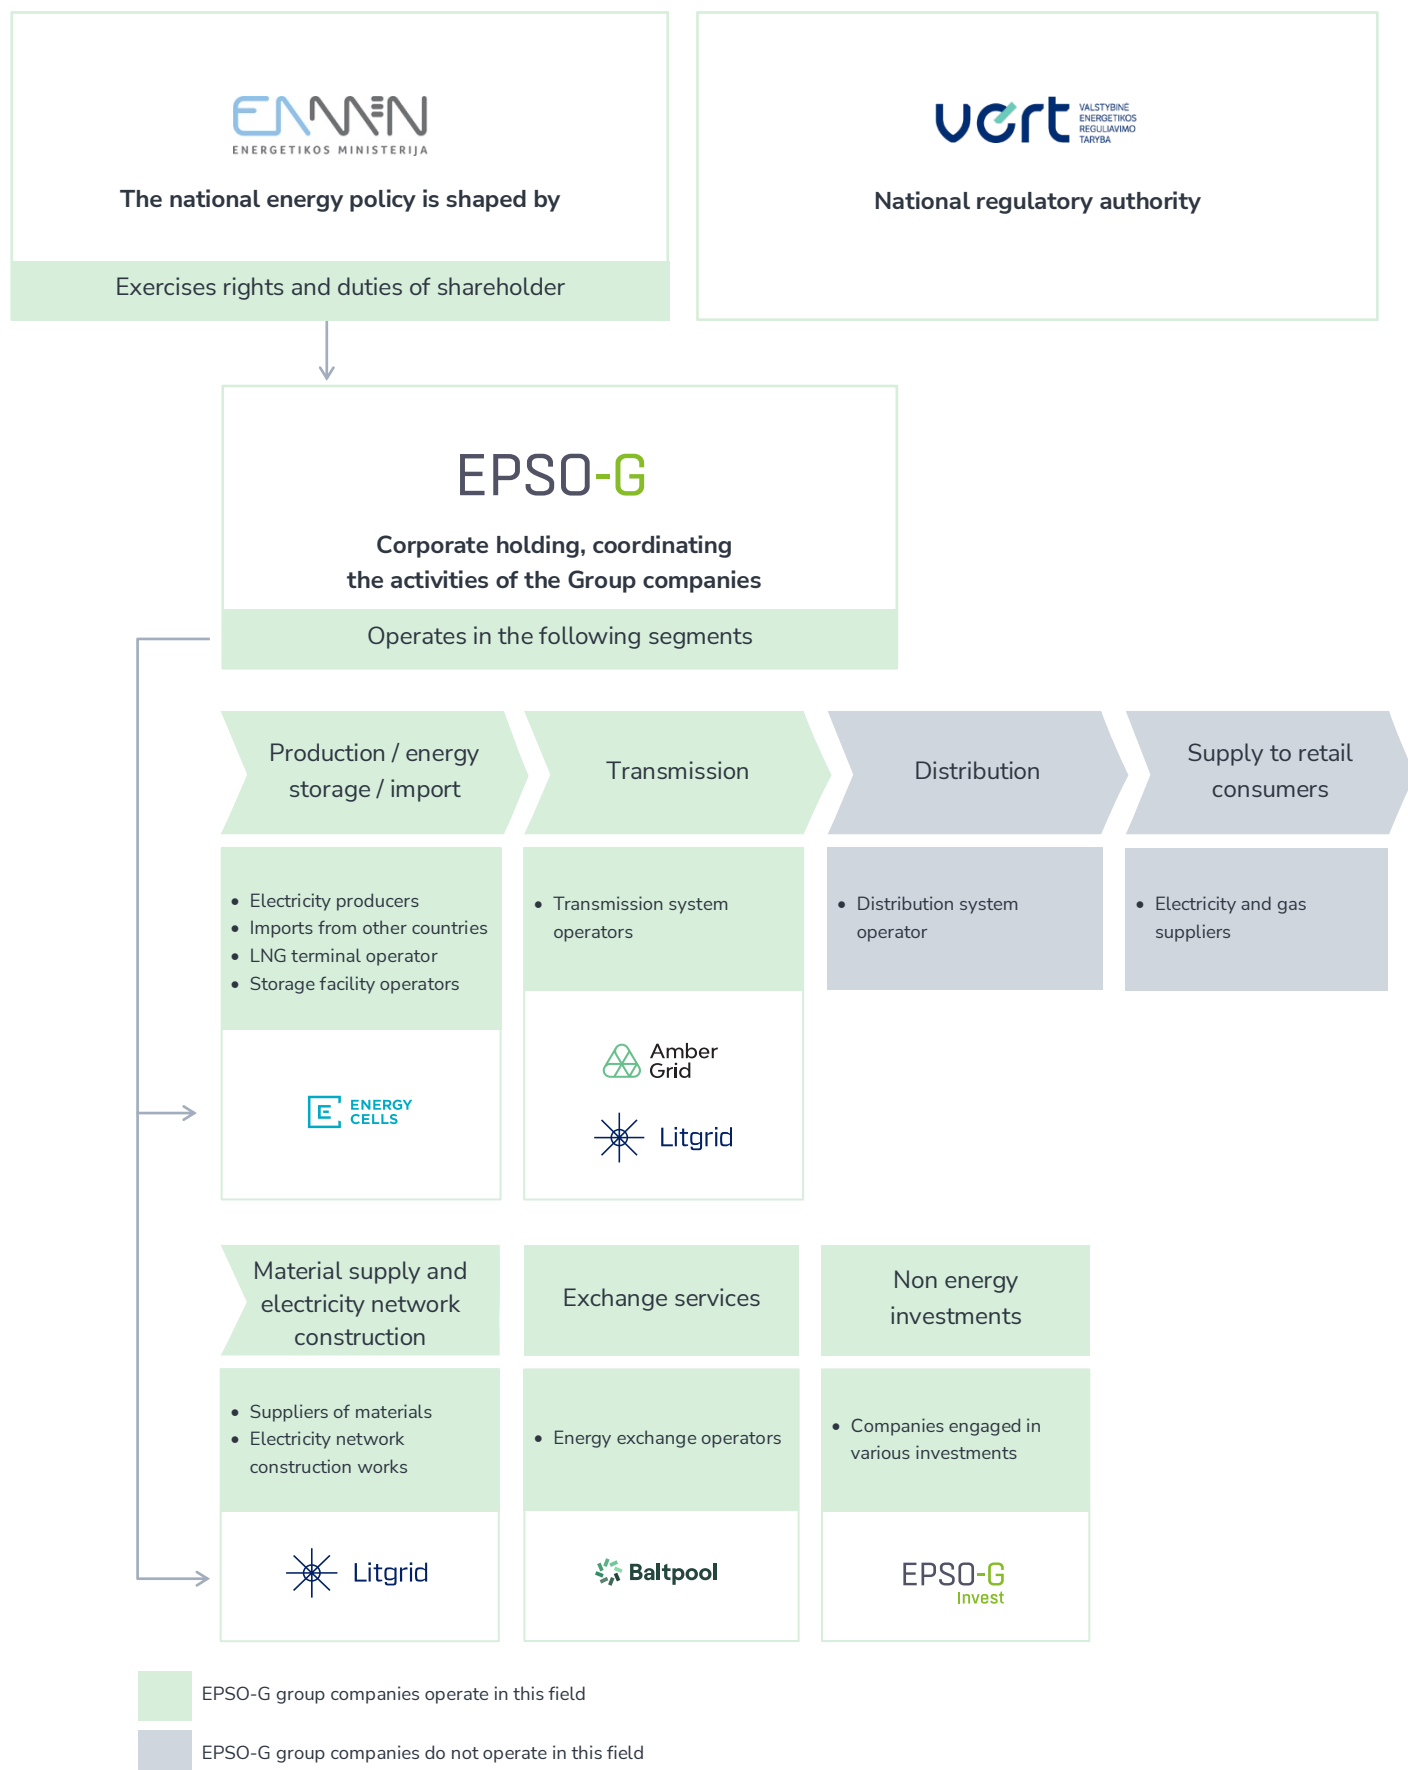 ENMIN
ENERGETIKOS MINISTERIJA
The national energy policy is shaped by
Exercises rights and duties of shareholder
vert
VALSTYBINĖ
ENERGETIKOS
REGULIAVIMO
TARYBA
National regulatory authority
EPSO-G
Corporate holding, coordinating
the activities of the Group companies
Operates in the following segments
Production / energy
storage / import
Transmission
Distribution
Supply to retail
consumers
• Electricity producers
• Imports from other countries
• LNG terminal operator
• Storage facility operators
• Transmission system
operators
• Distribution system
operator
• Electricity and gas
suppliers
ENERGY
CELLS
Amber
Grid
Litgrid
Material supply and
electricity network
construction
Exchange services
Non energy
investments
• Suppliers of materials
• Electricity network
construction works
• Energy exchange operators
• Companies engaged in
various investments
Litgrid
Baltpool
EPSO-G
Invest
EPSO-G group companies operate in this field
EPSO-G group companies do not operate in this field